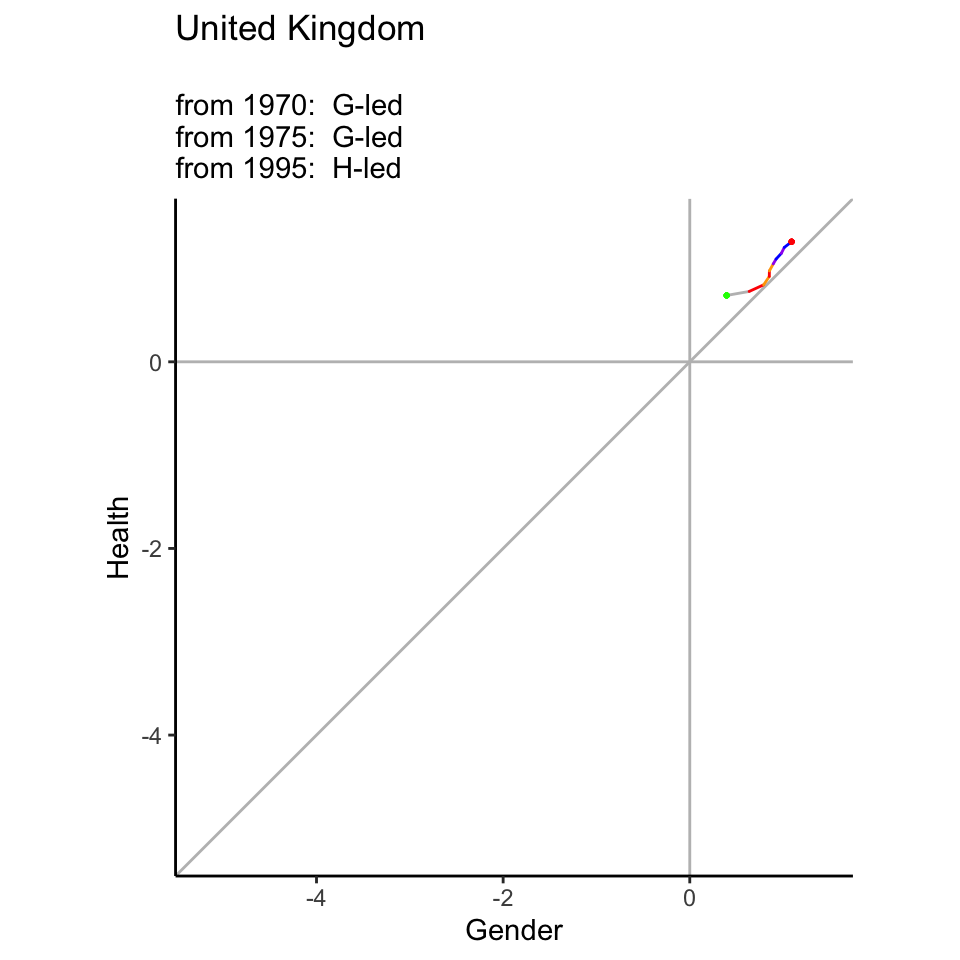 United Kingdom
from 1970:  G-led
from 1975:  G-led
from 1995:  H-led
0
-2
-4
Health
-4
-2
0
Gender